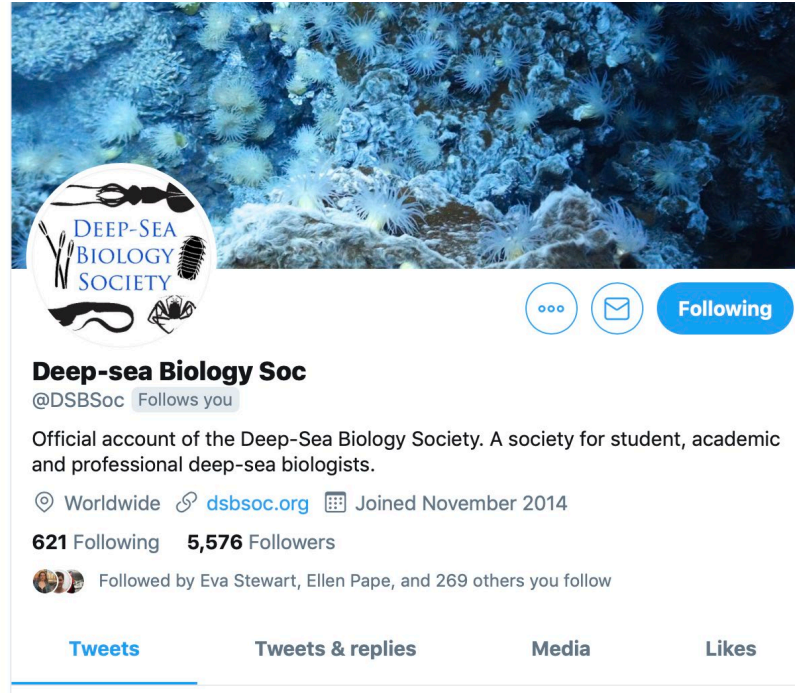 DEEP-SEA
BIOLOGY
SOCIETY
Following
Deep-sea Biology Soc
@DSBSoc Follows you
Official account of the Deep-Sea Biology Society. A society for student, academic
and professional deep-sea biologists.
Worldwide dsbsoc.org Joined November 2014
621 Following 5,576 Followers
Followed by Eva Stewart, Ellen Pape, and 269 others you follow
Tweets Tweets & replies Media Likes